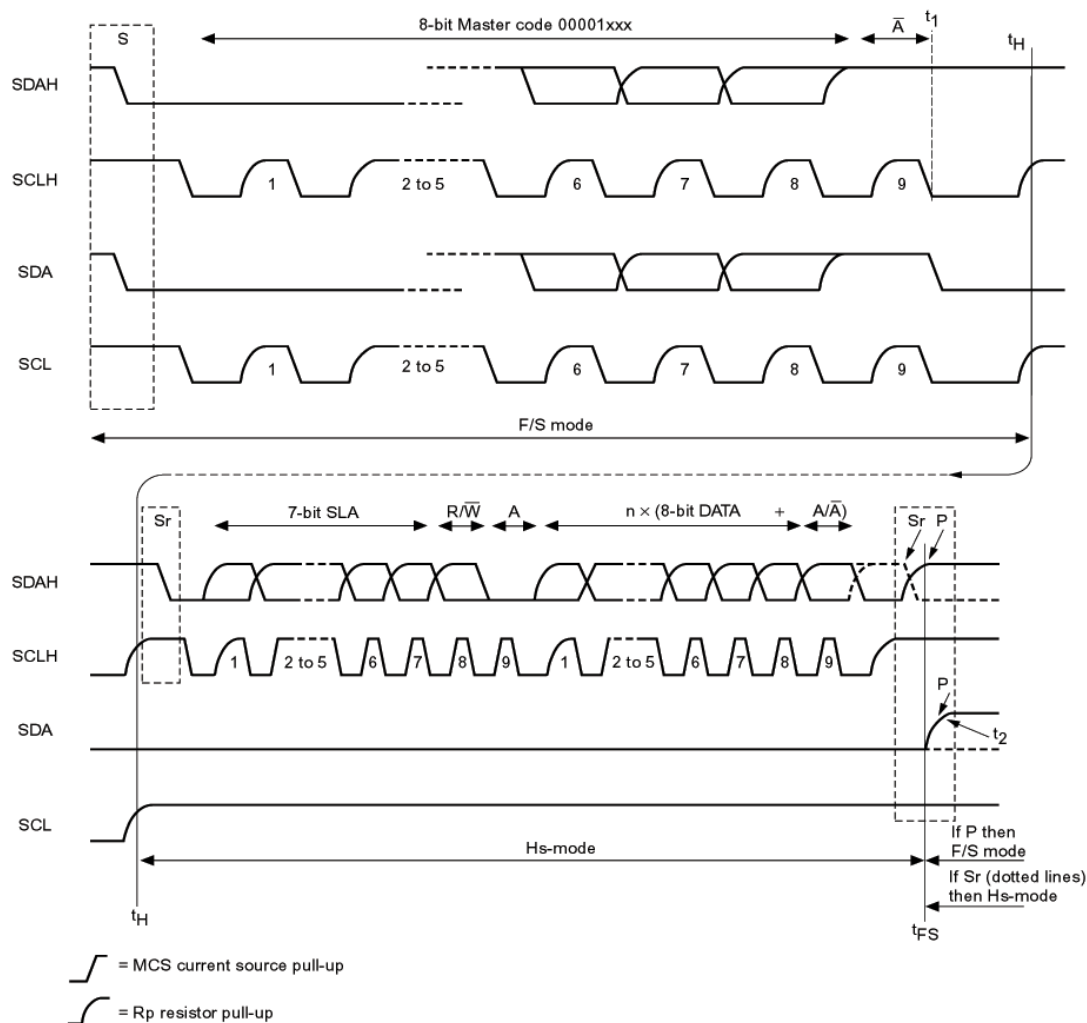 S
8-bit Master code 00001xxx
A̅
t1
tH
SDAH
SCLH
1
2 to 5
6
7
8
9
SDA
SCL
1
2 to 5
6
7
8
9
F/S mode
Sr
7-bit SLA
R/W̅
A
n × (8-bit DATA +
A/A̅)
Sr
P
SDAH
SCLH
1
2 to 5
6
7
8
9
1
2 to 5
6
7
8
9
P
SDA
t2
SCL
Hs-mode
If P then
F/S mode
If Sr (dotted lines)
then Hs-mode
tH
tFS
= MCS current source pull-up
= Rp resistor pull-up